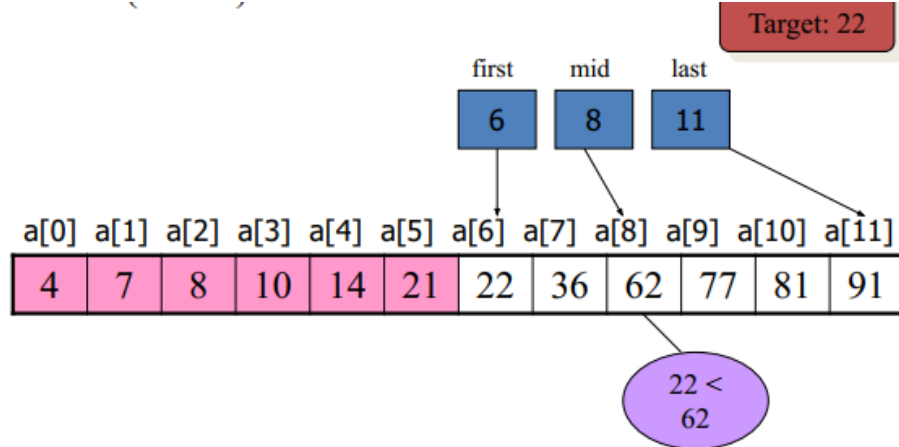 Target: 22
first mid last
6 8 11
a[0] a[1] a[2] a[3] a[4] a[5] a[6] a[7] a[8] a[9] a[10] a[11]
4 7 8 10 14 21 22 36 62 77 81 91
22 <
62